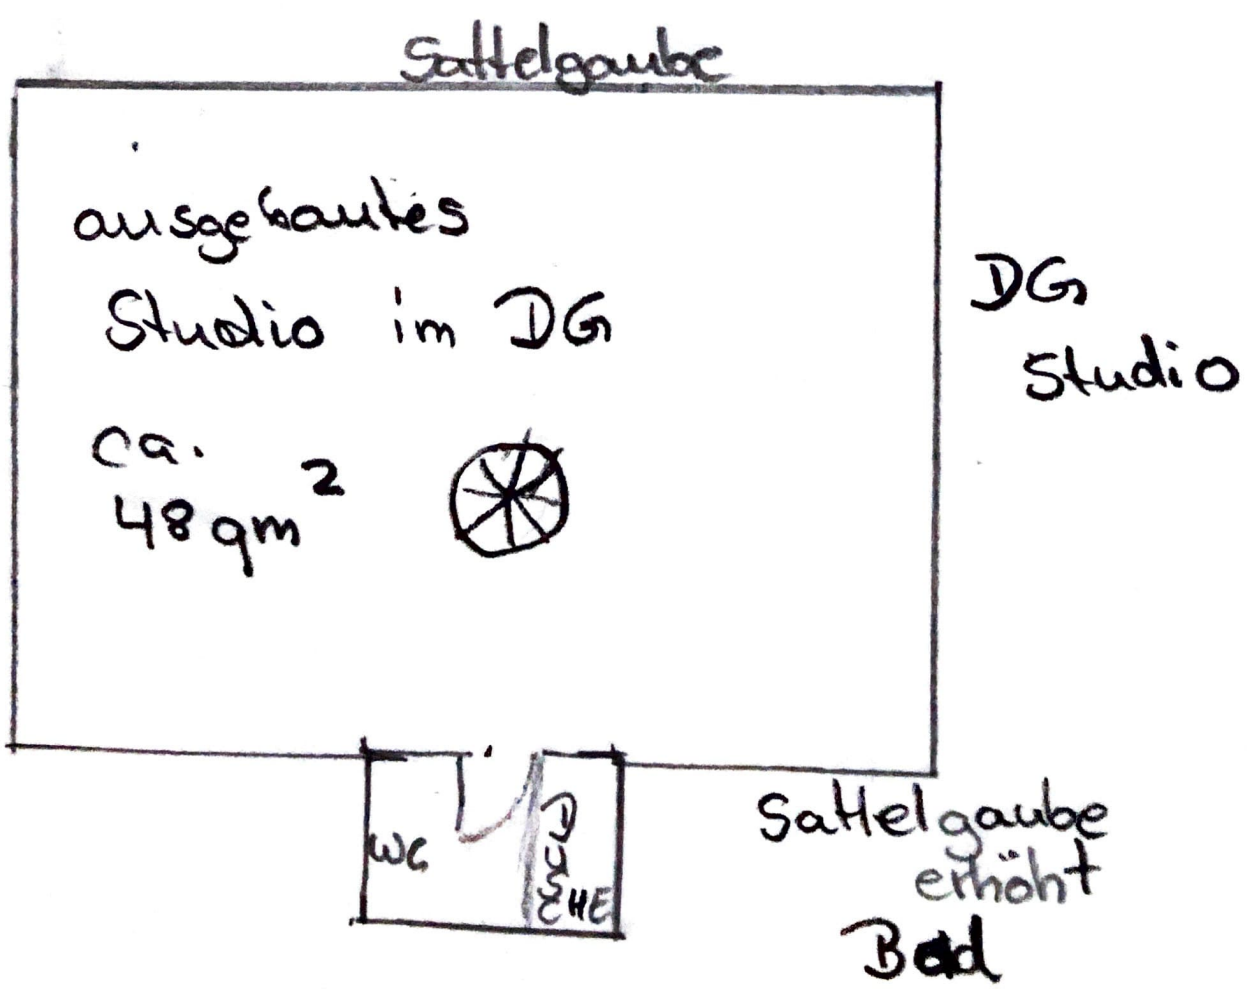 Sattelgaube
ausgebautes
Studio im DG
DG
Studio
ca.
48 qm²
WC
DUSCHE
Sattelgaube
erhöht
Bad